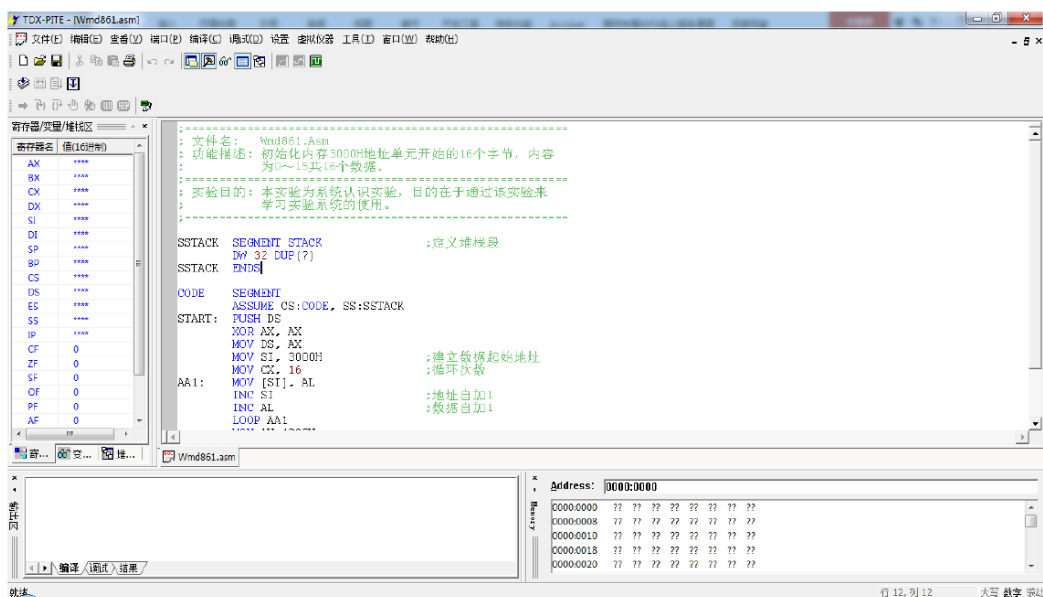 TDX-PITE - [Wmd861.asm]
文件(F) 编辑(E) 查看(V) 端口(P) 编译(C) 调试(D) 设置 虚拟仪器 工具(T) 窗口(W) 帮助(H)
寄存器/变量/堆栈区
寄存器名 值(16进制)
AX ****
BX ****
CX ****
DX ****
SI ****
DI ****
SP ****
BP ****
CS ****
DS ****
ES ****
SS ****
IP ****
CF 0
ZF 0
SF 0
OF 0
PF 0
AF 0
寄... 变... 堆...
;=======================================================
; 文件名: Wmd861.Asm
; 功能描述: 初始化内存3000H地址单元开始的16个字节，内容
; 为0～15共16个数据。
;=======================================================
; 实验目的: 本实验为系统认识实验，目的在于通过该实验来
; 学习实验系统的使用。
;-------------------------------------------------------
SSTACK SEGMENT STACK ;定义堆栈段
DW 32 DUP(?)
SSTACK ENDS
CODE SEGMENT
ASSUME CS:CODE, SS:SSTACK
START: PUSH DS
XOR AX, AX
MOV DS, AX
MOV SI, 3000H ;建立数据起始地址
MOV CX, 16 ;循环次数
AA1: MOV [SI], AL
INC SI ;地址自加1
INC AL ;数据自加1
LOOP AA1
Wmd861.asm
输出区
编译 调试 结果
Memory
Address: 0000:0000
0000:0000 ?? ?? ?? ?? ?? ?? ?? ??
0000:0008 ?? ?? ?? ?? ?? ?? ?? ??
0000:0010 ?? ?? ?? ?? ?? ?? ?? ??
0000:0018 ?? ?? ?? ?? ?? ?? ?? ??
0000:0020 ?? ?? ?? ?? ?? ?? ?? ??
就绪
行 12, 列 12 大写 数字